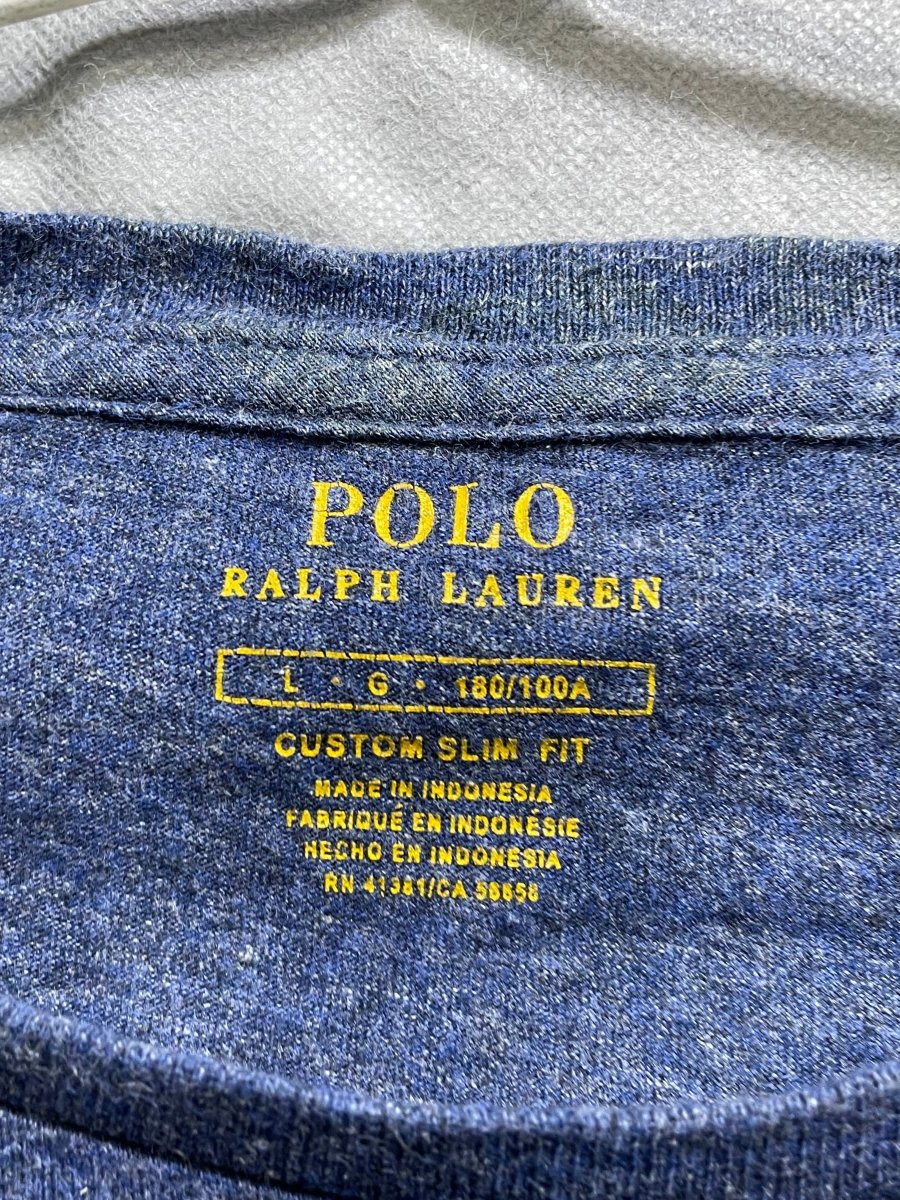 POLO
RALPH LAUREN
L · G · 180/100A
CUSTOM SLIM FIT
MADE IN INDONESIA
FABRIQUÉ EN INDONÉSIE
HECHO EN INDONESIA
RN 41381/CA 56658